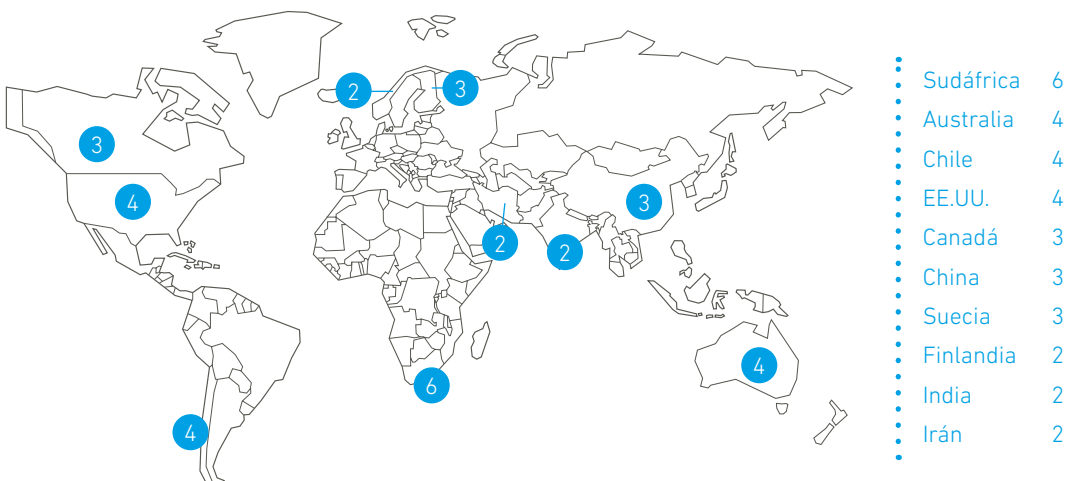 2
3
3
4
3
2
2
4
6
4
Sudáfrica 6
Australia 4
Chile 4
EE.UU. 4
Canadá 3
China 3
Suecia 3
Finlandia 2
India 2
Irán 2